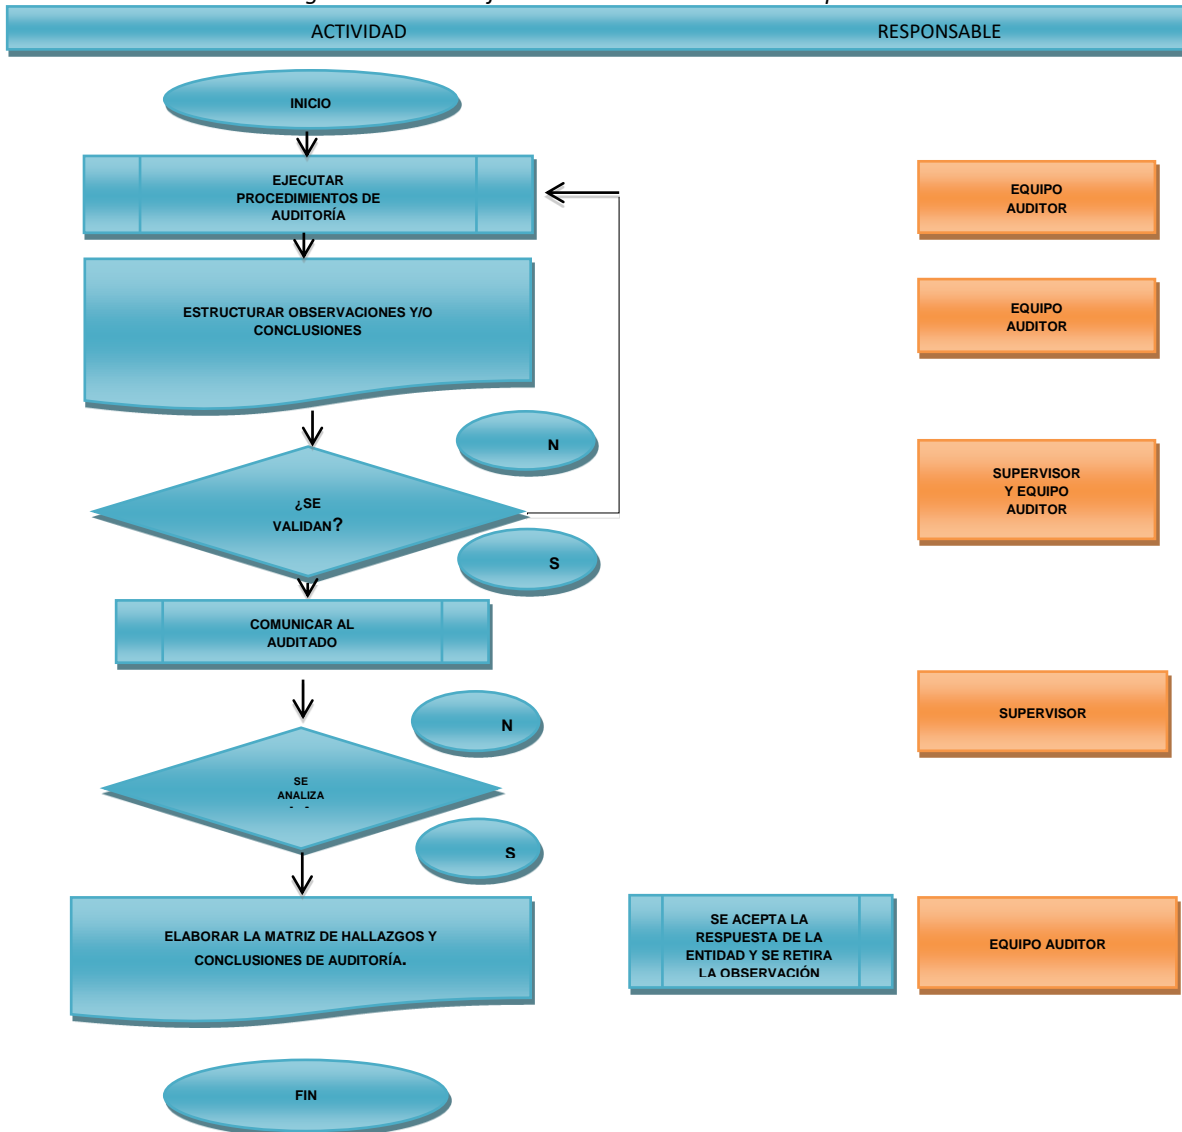 ACTIVIDAD RESPONSABLE
INICIO
EJECUTAR
PROCEDIMIENTOS DE
AUDITORÍA
EQUIPO
AUDITOR
ESTRUCTURAR OBSERVACIONES Y/O
CONCLUSIONES
EQUIPO
AUDITOR
N
¿SE
VALIDAN?
SUPERVISOR
Y EQUIPO
AUDITOR
S
COMUNICAR AL
AUDITADO
SUPERVISOR
N
SE
ANALIZA
S
ELABORAR LA MATRIZ DE HALLAZGOS Y
CONCLUSIONES DE AUDITORÍA.
SE ACEPTA LA
RESPUESTA DE LA
ENTIDAD Y SE RETIRA
LA OBSERVACIÓN
EQUIPO AUDITOR
FIN